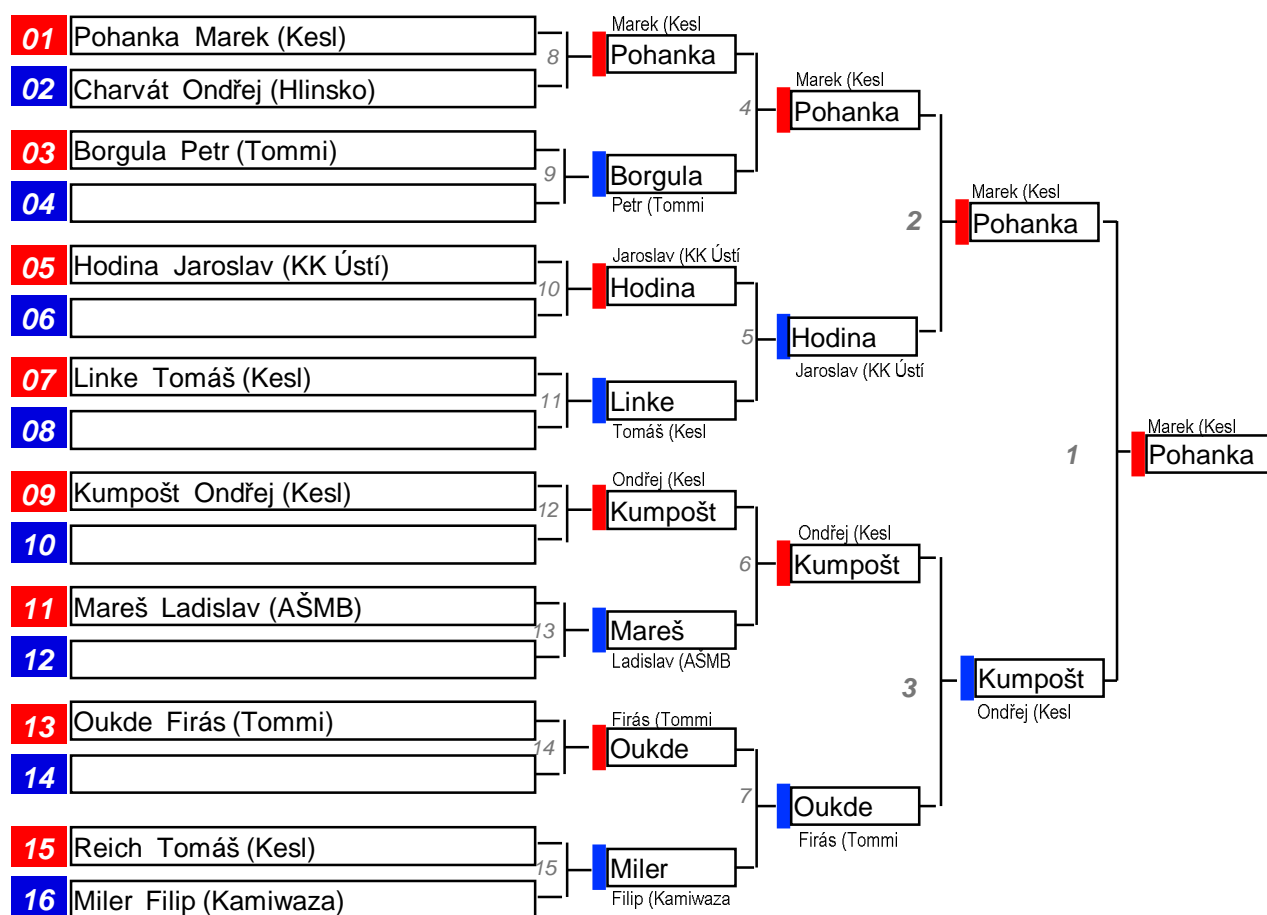 01 Pohanka Marek (Kesl)
02 Charvát Ondřej (Hlinsko)
03 Borgula Petr (Tommi)
04
05 Hodina Jaroslav (KK Ústí)
06
07 Linke Tomáš (Kesl)
08
09 Kumpošt Ondřej (Kesl)
10
11 Mareš Ladislav (AŠMB)
12
13 Oukde Firás (Tommi)
14
15 Reich Tomáš (Kesl)
16 Miler Filip (Kamiwaza)
8
9
10
11
12
13
14
15
Marek (Kesl
Pohanka
Borgula
Petr (Tommi
Jaroslav (KK Ústí
Hodina
Linke
Tomáš (Kesl
Ondřej (Kesl
Kumpošt
Mareš
Ladislav (AŠMB
Firás (Tommi
Oukde
Miler
Filip (Kamiwaza
4
5
6
7
Marek (Kesl
Pohanka
Hodina
Jaroslav (KK Ústí
Ondřej (Kesl
Kumpošt
Oukde
Firás (Tommi
2
3
Marek (Kesl
Pohanka
Kumpošt
Ondřej (Kesl
1
Marek (Kesl
Pohanka